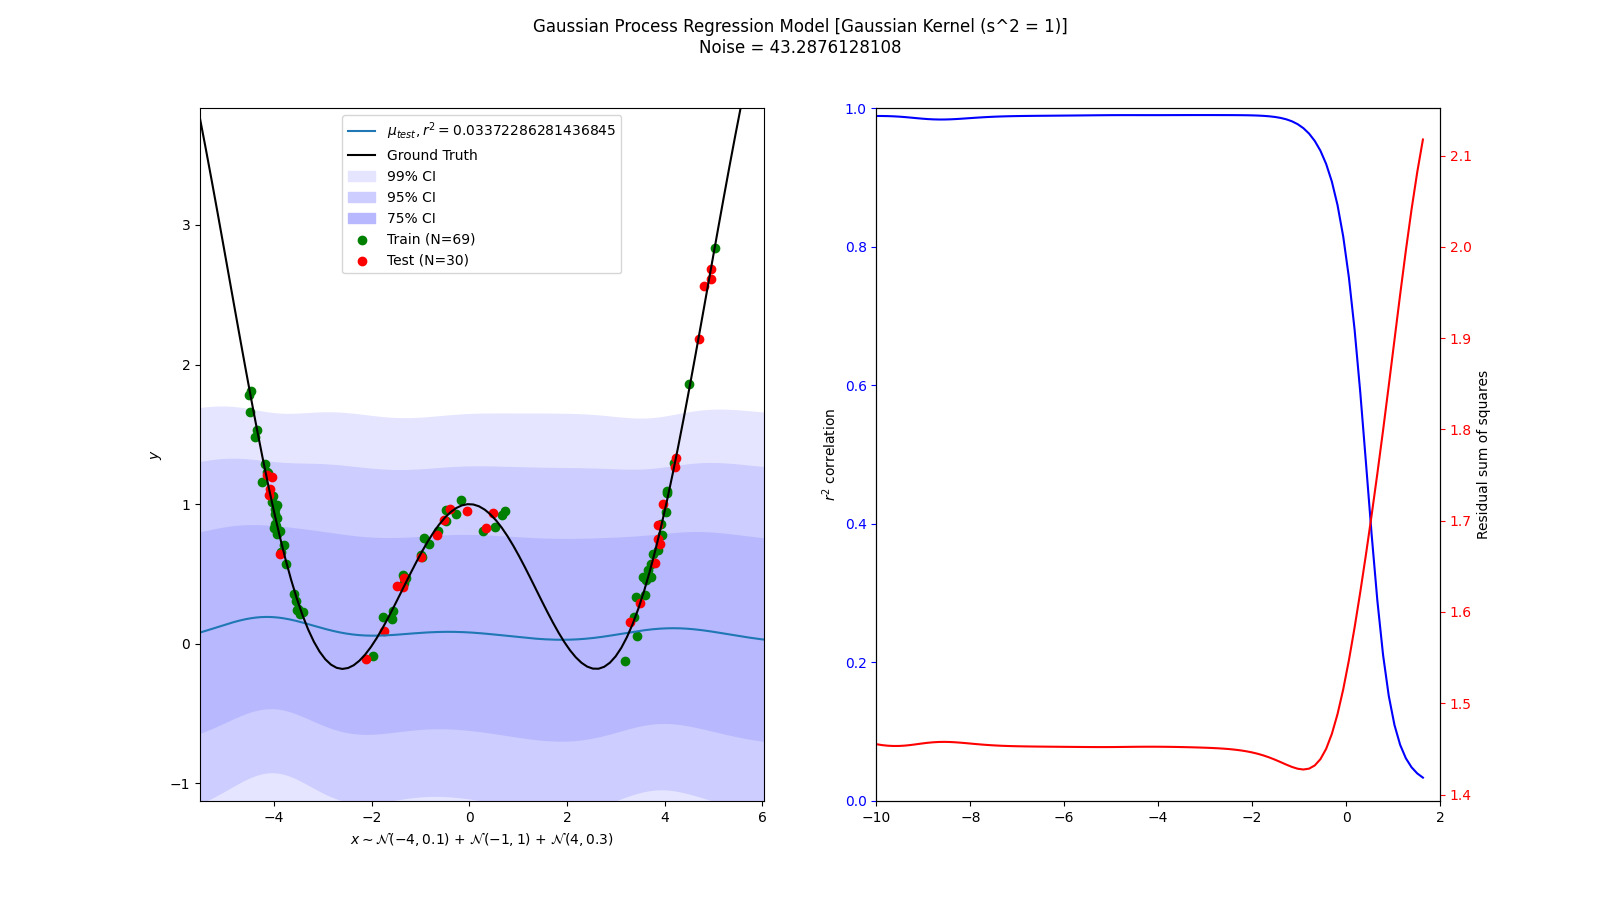 Gaussian Process Regression Model [Gaussian Kernel (s^2 = 1)]
Noise = 43.2876128108
μ_test, r² = 0.03372286281436845
Ground Truth
99% CI
95% CI
75% CI
Train (N=69)
Test (N=30)
y
3
2
1
0
−1
−4
−2
0
2
4
6
x ∼ 𝒩(−4, 0.1) + 𝒩(−1, 1) + 𝒩(4, 0.3)
r² correlation
1.0
0.8
0.6
0.4
0.2
0.0
−10
−8
−6
−4
−2
0
2
2.1
2.0
1.9
1.8
1.7
1.6
1.5
1.4
Residual sum of squares